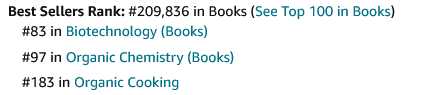 Best Sellers Rank: #209,836 in Books (See Top 100 in Books)
#83 in Biotechnology (Books)
#97 in Organic Chemistry (Books)
#183 in Organic Cooking